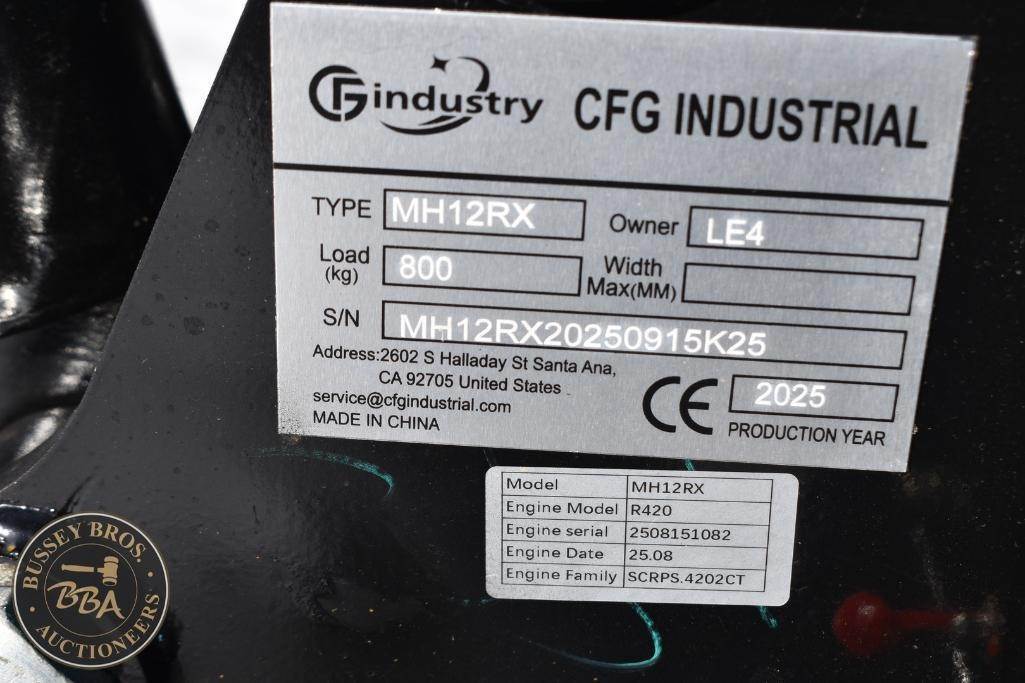 CF industry CFG INDUSTRIAL
TYPE MH12RX Owner LE4
Load (kg) 800 Width Max(MM)
S/N MH12RX20250915K25
Address:2602 S Halladay St Santa Ana,
CA 92705 United States
service@cfgindustrial.com
MADE IN CHINA
CE 2025
PRODUCTION YEAR
Model MH12RX
Engine Model R420
Engine serial 2508151082
Engine Date 25.08
Engine Family SCRPS.4202CT
BUSSEY BROS.
BBA
AUCTIONEERS